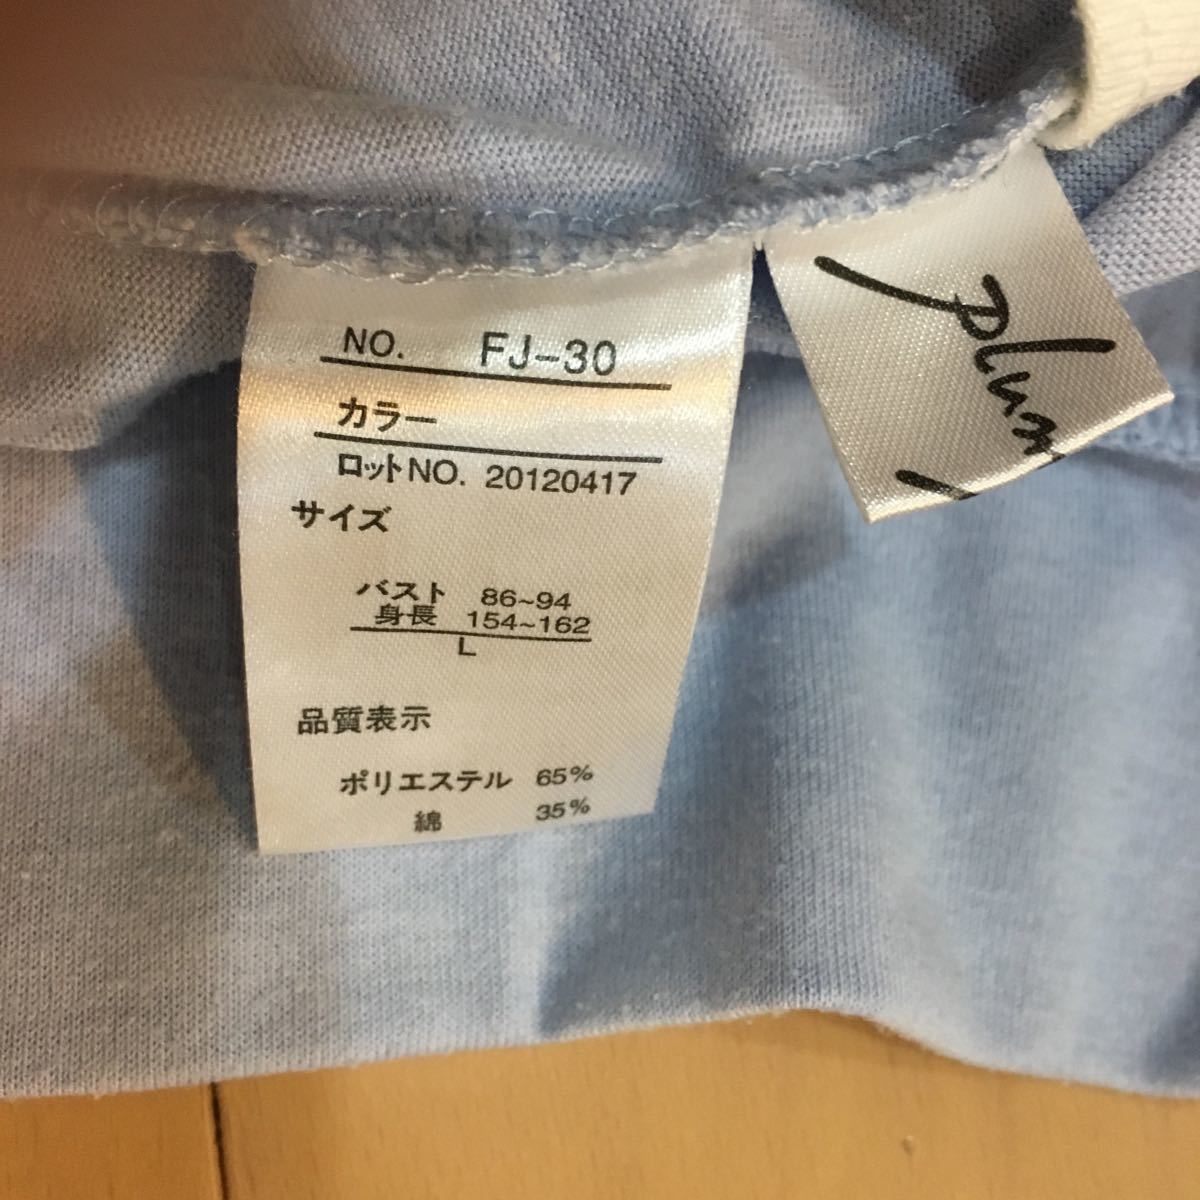 NO. FJ-30
カラー
ロットNO. 20120417
サイズ
バスト 86~94
身長 154~162
L
品質表示
ポリエステル 65%
綿 35%